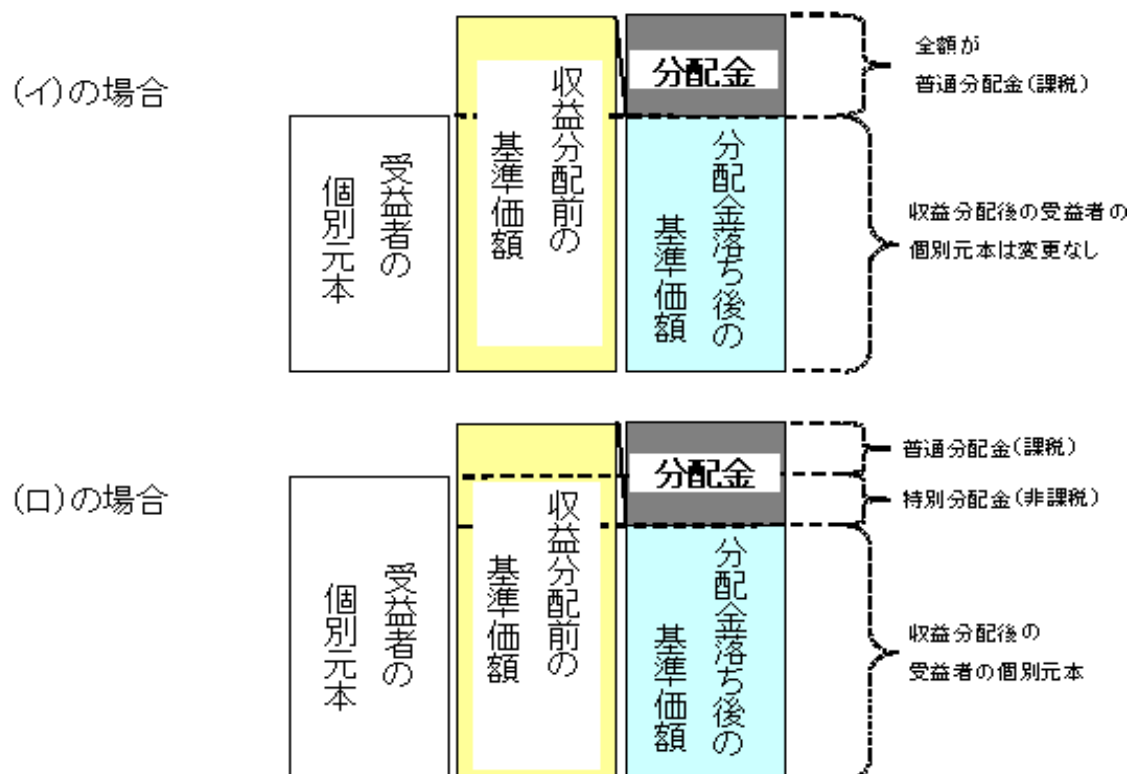 (イ)の場合
受益者の
個別元本
収益分配前の
基準価額
分配金
分配金落ち後の
基準価額
全額が
普通分配金(課税)
収益分配後の受益者の
個別元本は変更なし
(ロ)の場合
受益者の
個別元本
収益分配前の
基準価額
分配金
分配金落ち後の
基準価額
普通分配金(課税)
特別分配金(非課税)
収益分配後の
受益者の個別元本